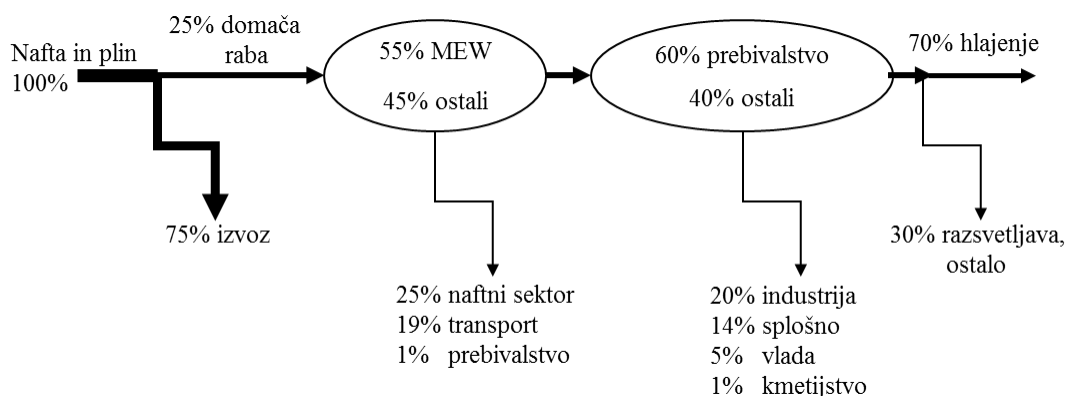 Nafta in plin
100%
25% domača
raba
75% izvoz
55% MEW
45% ostali
25% naftni sektor
19% transport
1% prebivalstvo
60% prebivalstvo
40% ostali
20% industrija
14% splošno
5% vlada
1% kmetijstvo
70% hlajenje
30% razsvetljava,
ostalo